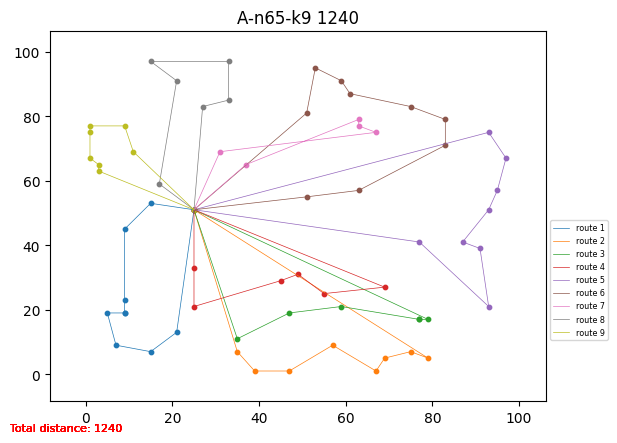 A-n65-k9 1240
100
80
60
40
20
0
0 20 40 60 80 100
route 1
route 2
route 3
route 4
route 5
route 6
route 7
route 8
route 9
Total distance: 1240